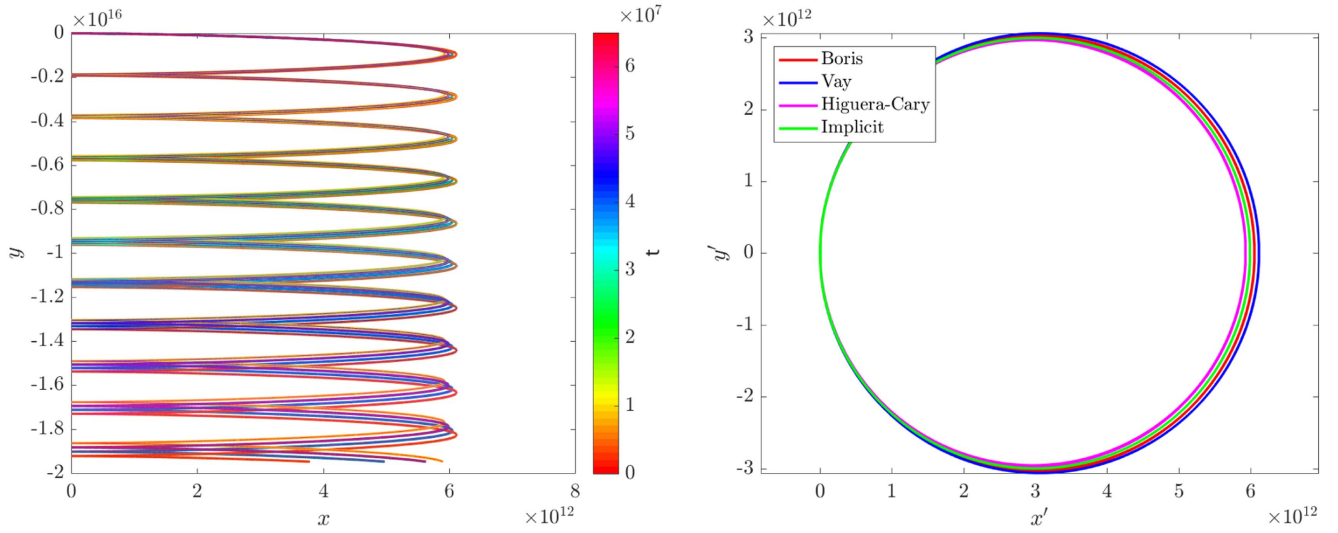 ×10^16
0
-0.2
-0.4
-0.6
-0.8
-1
-1.2
-1.4
-1.6
-1.8
-2
y
0 2 4 6 8
x
×10^12
×10^7
6
5
4
3
2
1
0
t
×10^12
3
2
1
0
-1
-2
-3
y′
Boris
Vay
Higuera-Cary
Implicit
0 1 2 3 4 5 6
x′
×10^12